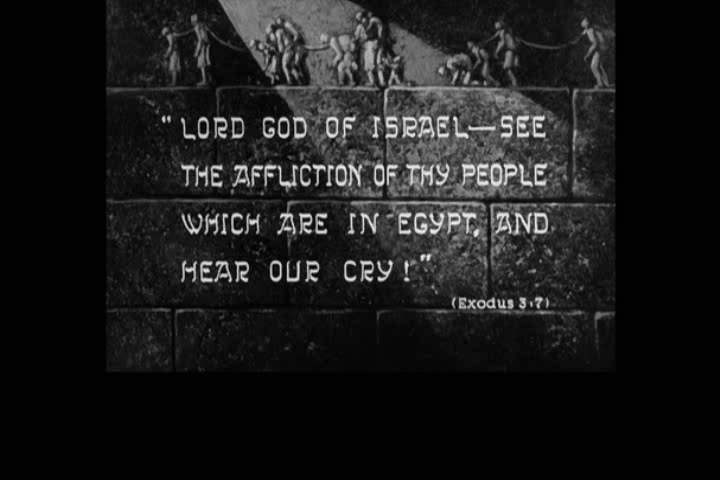 “LORD GOD OF ISRAEL—SEE
THE AFFLICTION OF THY PEOPLE
WHICH ARE IN EGYPT, AND
HEAR OUR CRY!”
(Exodus 3:7)